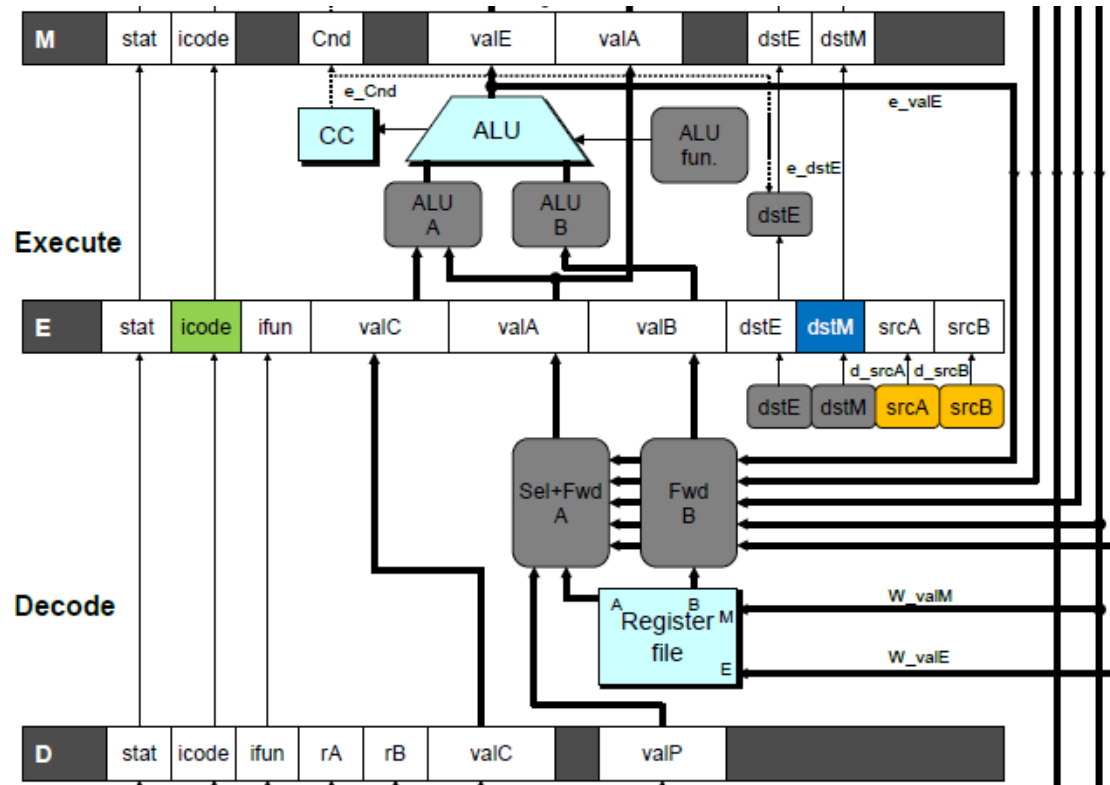 M stat icode Cnd valE valA dstE dstM
e_Cnd
e_valE
CC
ALU
ALU
fun.
e_dstE
ALU
A
ALU
B
dstE
Execute
E stat icode ifun valC valA valB dstE dstM srcA srcB
d_srcA d_srcB
dstE dstM srcA srcB
Sel+Fwd
A
Fwd
B
Decode
A B
Register M
file
E
W_valM
W_valE
D stat icode ifun rA rB valC valP